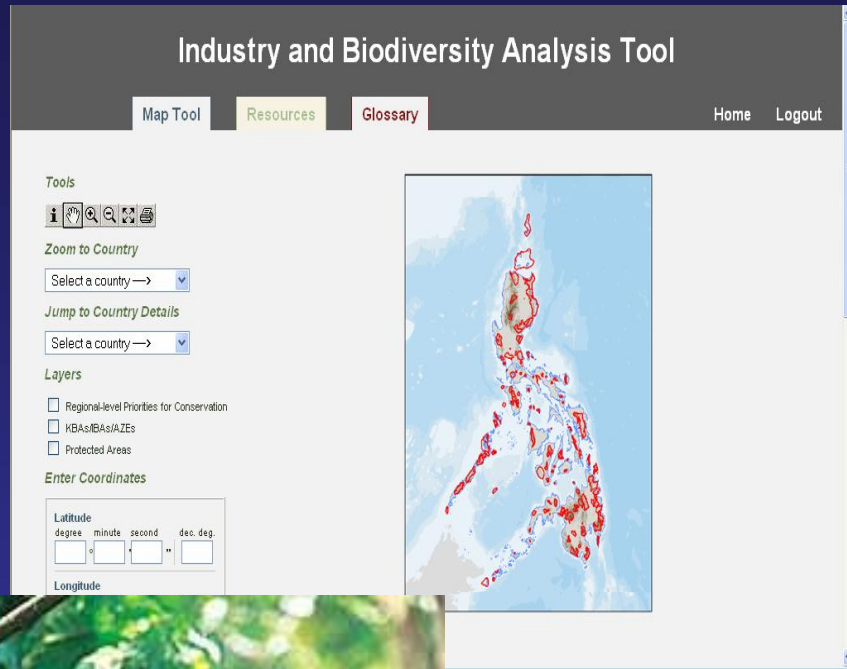 Industry and Biodiversity Analysis Tool
Map Tool Resources Glossary Home Logout
Tools
i
Zoom to Country
Select a country —>
Jump to Country Details
Select a country —>
Layers
Regional-level Priorities for Conservation
KBAs/IBAs/AZEs
Protected Areas
Enter Coordinates
Latitude
degree minute second dec. deg.
° ' "
Longitude